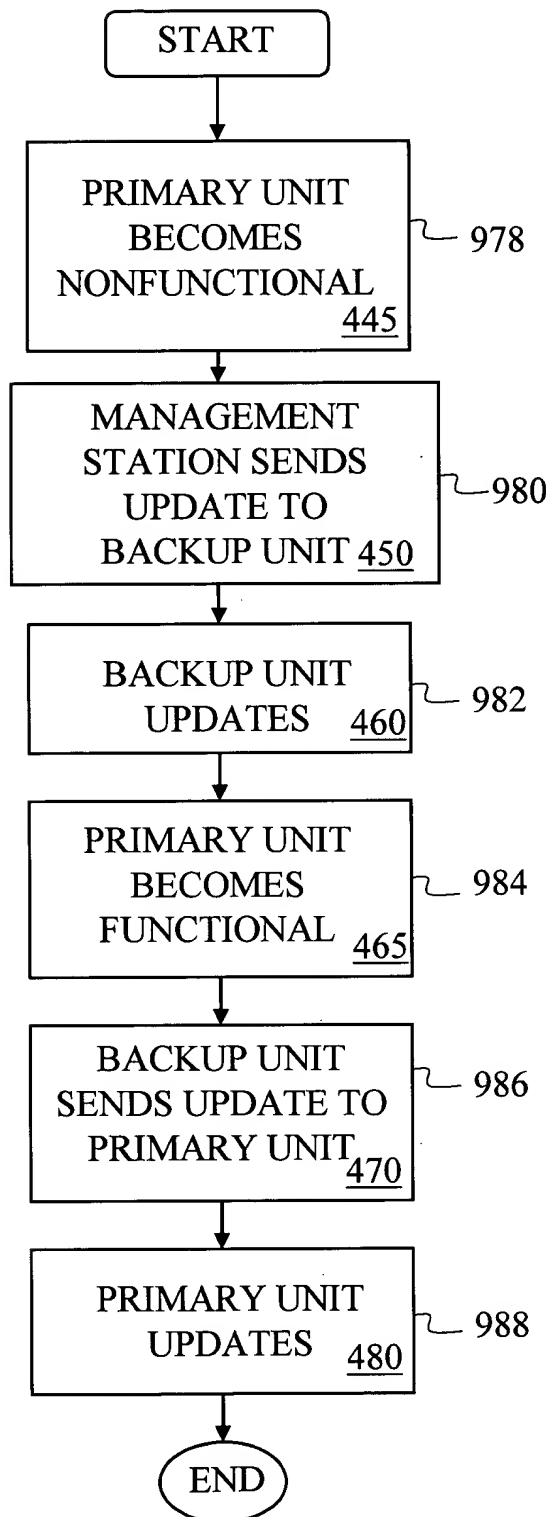 START
PRIMARY UNIT
BECOMES
NONFUNCTIONAL
445
978
MANAGEMENT
STATION SENDS
UPDATE TO
BACKUP UNIT 450
980
BACKUP UNIT
UPDATES 460
982
PRIMARY UNIT
BECOMES
FUNCTIONAL 465
984
BACKUP UNIT
SENDS UPDATE TO
PRIMARY UNIT 470
986
PRIMARY UNIT
UPDATES 480
988
END